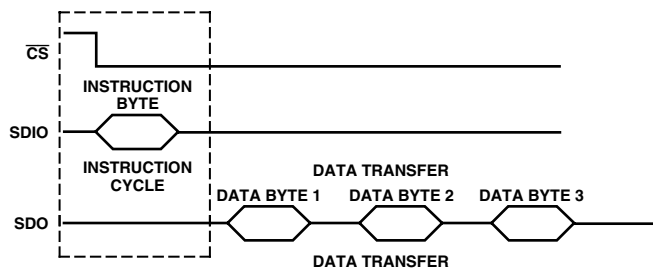 CS
INSTRUCTION
BYTE
SDIO
INSTRUCTION
CYCLE
DATA TRANSFER
DATA BYTE 1 DATA BYTE 2 DATA BYTE 3
SDO
DATA TRANSFER